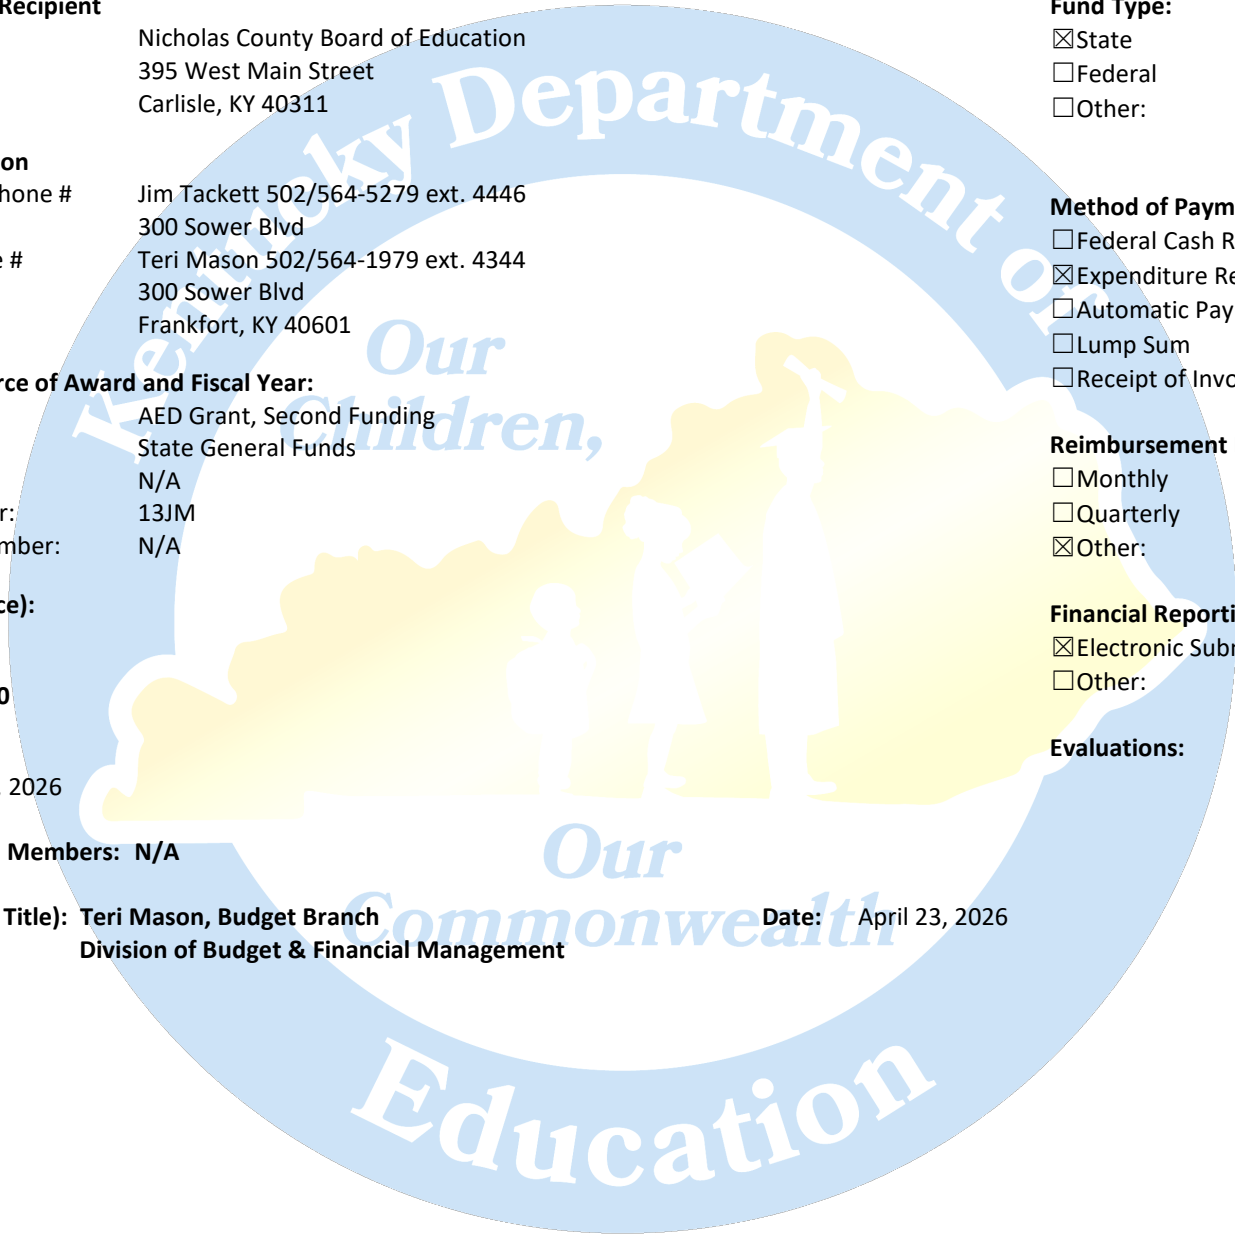 Recipient
Nicholas County Board of Education
395 West Main Street
Carlisle, KY 40311
on
hone # Jim Tackett 502/564-5279 ext. 4446
300 Sower Blvd
e # Teri Mason 502/564-1979 ext. 4344
300 Sower Blvd
Frankfort, KY 40601
rce of Award and Fiscal Year:
AED Grant, Second Funding
State General Funds
N/A
r: 13JM
mber: N/A
ce):
0
, 2026
Members: N/A
Title): Teri Mason, Budget Branch Date: April 23, 2026
Division of Budget & Financial Management
Fund Type:
☒State
☐Federal
☐Other:
Method of Paym
☐Federal Cash R
☒Expenditure Re
☐Automatic Pay
☐Lump Sum
☐Receipt of Invo
Reimbursement
☐Monthly
☐Quarterly
☒Other:
Financial Reporti
☒Electronic Subr
☐Other:
Evaluations:
Kentucky Department of
Our
Children,
Our
Commonwealth
Education